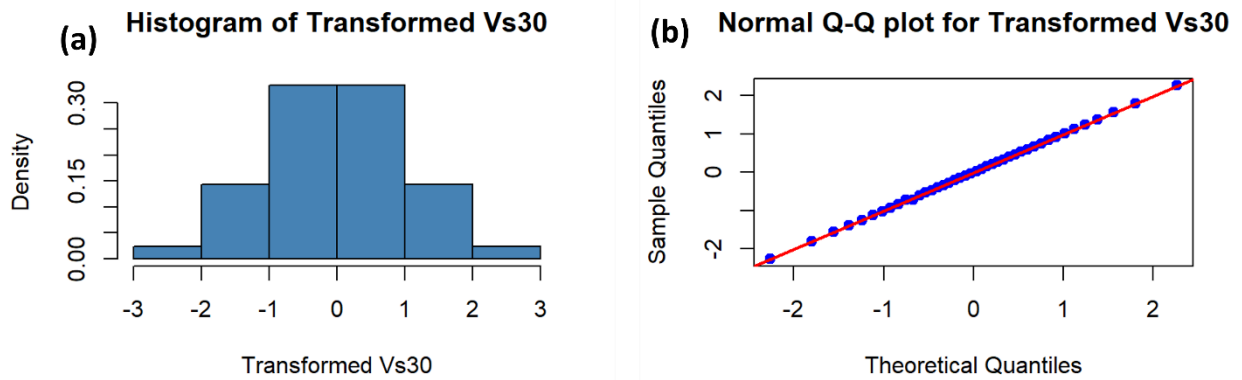 (a)
Histogram of Transformed Vs30
Density
0.30
0.15
0.00
-3 -2 -1 0 1 2 3
Transformed Vs30
(b)
Normal Q-Q plot for Transformed Vs30
Sample Quantiles
2
1
0
-2
-2 -1 0 1 2
Theoretical Quantiles